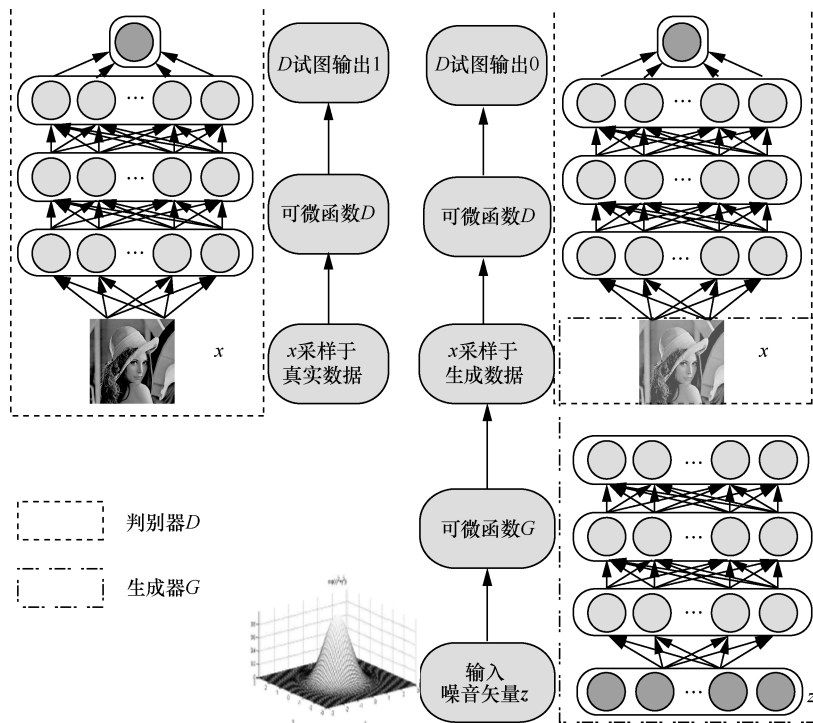 D试图输出1
D试图输出0
可微函数D
可微函数D
x
x采样于
真实数据
x采样于
生成数据
x
判别器D
可微函数G
生成器G
输入
噪音矢量z
z